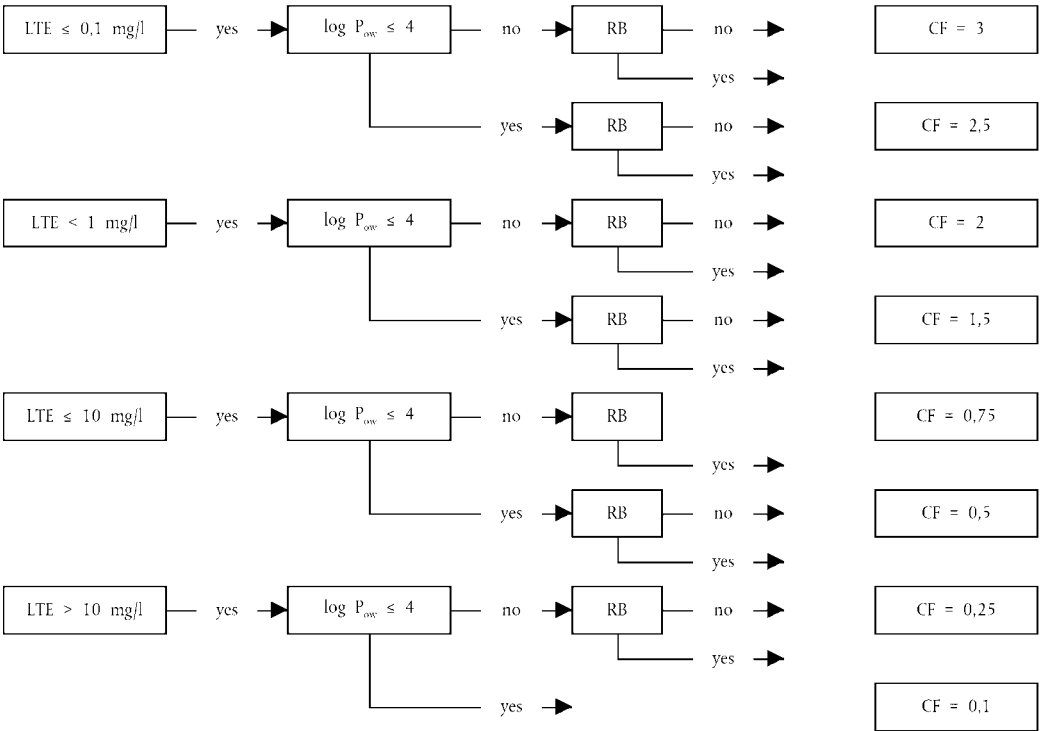 LTE ≤ 0,1 mg/l yes log Pow ≤ 4 no RB no CF = 3
yes
yes RB no CF = 2,5
yes
LTE < 1 mg/l yes log Pow ≤ 4 no RB no CF = 2
yes
yes RB no CF = 1,5
yes
LTE ≤ 10 mg/l yes log Pow ≤ 4 no RB CF = 0,75
yes
yes RB no CF = 0,5
yes
LTE > 10 mg/l yes log Pow ≤ 4 no RB no CF = 0,25
yes
yes CF = 0,1